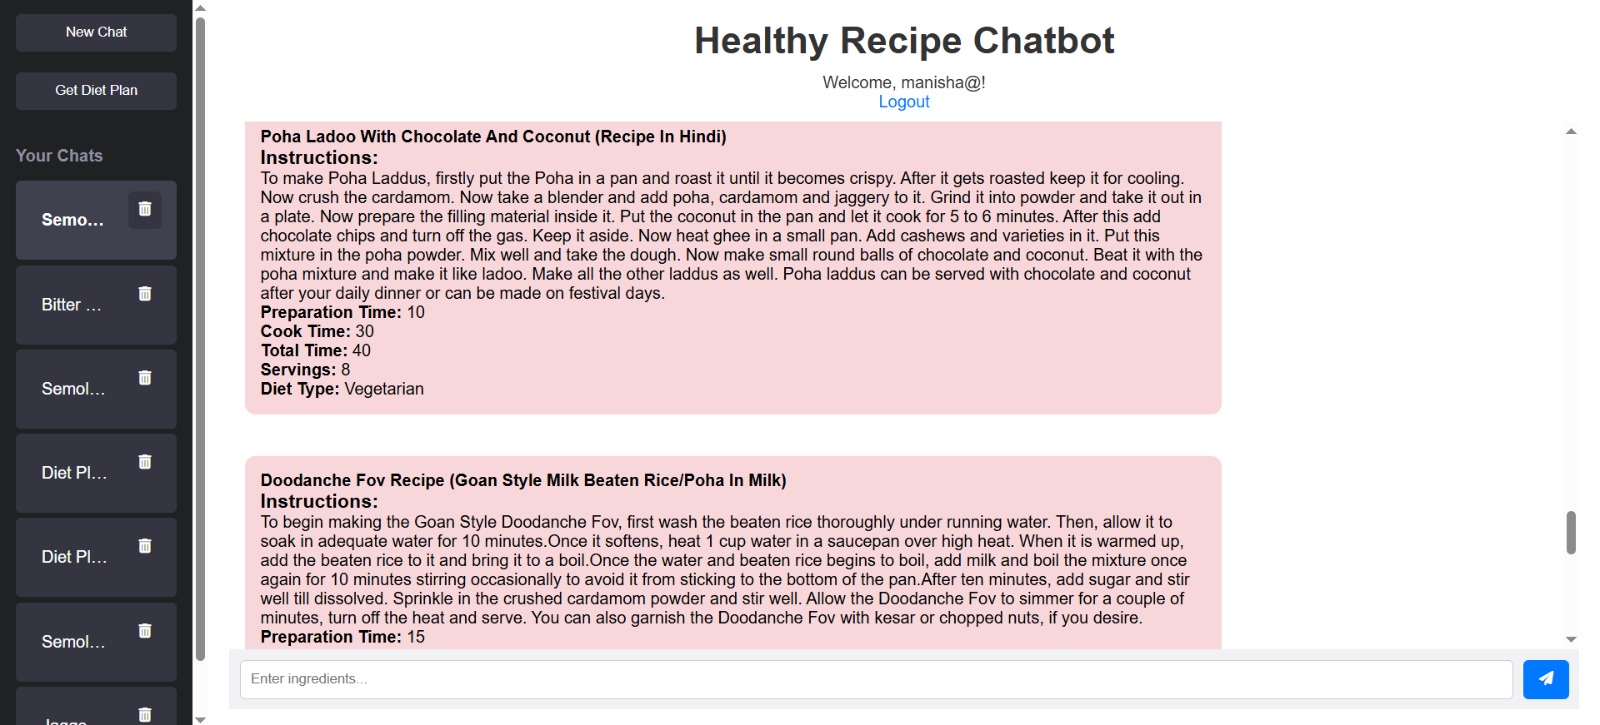 New Chat
Get Diet Plan
Your Chats
Semo...
Bitter ...
Semol...
Diet Pl...
Diet Pl...
Semol...
Healthy Recipe Chatbot
Welcome, manisha@!
Logout
Poha Ladoo With Chocolate And Coconut (Recipe In Hindi)
Instructions:
To make Poha Laddus, firstly put the Poha in a pan and roast it until it becomes crispy. After it gets roasted keep it for cooling.
Now crush the cardamom. Now take a blender and add poha, cardamom and jaggery to it. Grind it into powder and take it out in
a plate. Now prepare the filling material inside it. Put the coconut in the pan and let it cook for 5 to 6 minutes. After this add
chocolate chips and turn off the gas. Keep it aside. Now heat ghee in a small pan. Add cashews and varieties in it. Put this
mixture in the poha powder. Mix well and take the dough. Now make small round balls of chocolate and coconut. Beat it with the
poha mixture and make it like ladoo. Make all the other laddus as well. Poha laddus can be served with chocolate and coconut
after your daily dinner or can be made on festival days.
Preparation Time: 10
Cook Time: 30
Total Time: 40
Servings: 8
Diet Type: Vegetarian
Doodanche Fov Recipe (Goan Style Milk Beaten Rice/Poha In Milk)
Instructions:
To begin making the Goan Style Doodanche Fov, first wash the beaten rice thoroughly under running water. Then, allow it to
soak in adequate water for 10 minutes.Once it softens, heat 1 cup water in a saucepan over high heat. When it is warmed up,
add the beaten rice to it and bring it to a boil.Once the water and beaten rice begins to boil, add milk and boil the mixture once
again for 10 minutes stirring occasionally to avoid it from sticking to the bottom of the pan.After ten minutes, add sugar and stir
well till dissolved. Sprinkle in the crushed cardamom powder and stir well. Allow the Doodanche Fov to simmer for a couple of
minutes, turn off the heat and serve. You can also garnish the Doodanche Fov with kesar or chopped nuts, if you desire.
Preparation Time: 15
Enter ingredients...